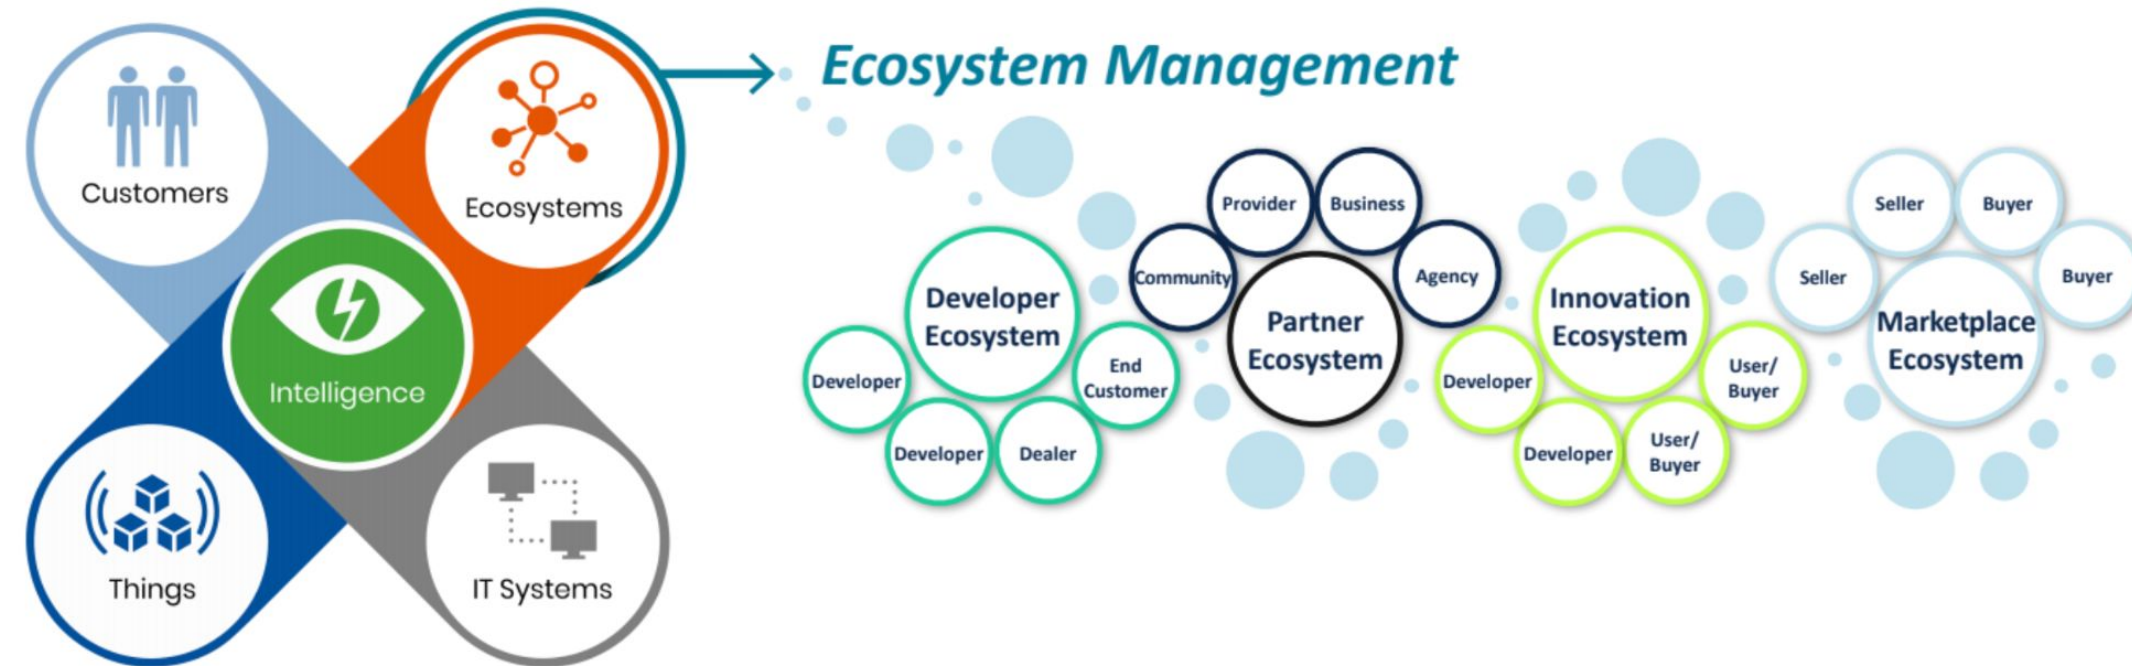 Customers
Ecosystems
Intelligence
Things
IT Systems
Ecosystem Management
Developer
Ecosystem
Developer
Developer
Dealer
End
Customer
Community
Provider
Business
Agency
Partner
Ecosystem
Innovation
Ecosystem
Developer
Developer
User/
Buyer
User/
Buyer
Seller
Seller
Buyer
Buyer
Marketplace
Ecosystem